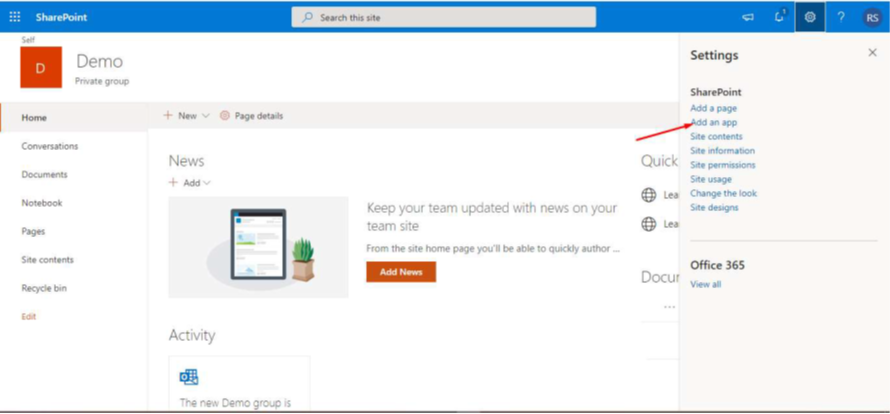 SharePoint
Search this site
1
?
RS
Self
D
Demo
Private group
Home
Conversations
Documents
Notebook
Pages
Site contents
Recycle bin
Edit
New
Page details
News
Add
Keep your team updated with news on your
team site
From the site home page you'll be able to quickly author ...
Add News
Activity
The new Demo group is
Quick
Lea
Lea
Docur
...
Settings
SharePoint
Add a page
Add an app
Site contents
Site information
Site permissions
Site usage
Change the look
Site designs
Office 365
View all